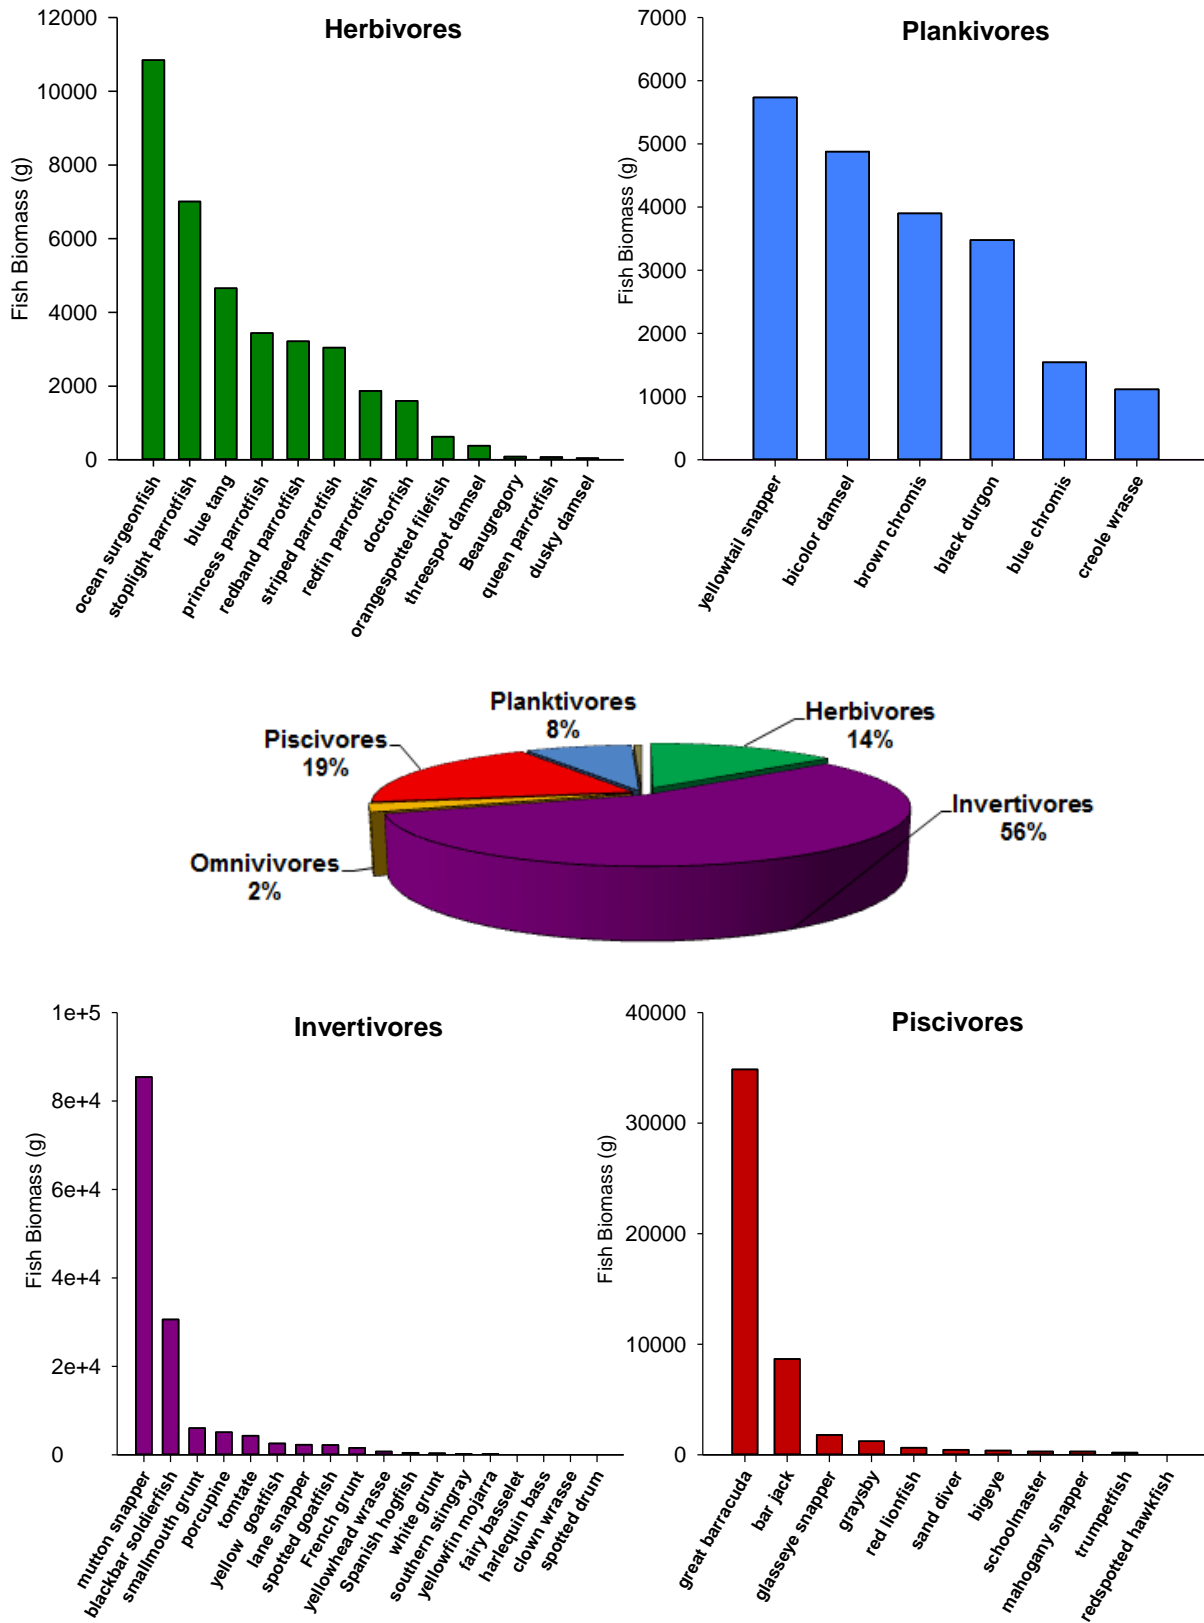 Herbivores
12000
10000
8000
6000
4000
2000
0
Fish Biomass (g)
ocean surgeonfish
stoplight parrotfish
blue tang
princess parrotfish
redband parrotfish
striped parrotfish
redfin parrotfish
doctorfish
orangespotted filefish
threespot damsel
Beaugregory
queen parrotfish
dusky damsel
Plankivores
7000
6000
5000
4000
3000
2000
1000
0
Fish Biomass (g)
yellowtail snapper
bicolor damsel
brown chromis
black durgon
blue chromis
creole wrasse
Planktivores
8%
Herbivores
14%
Piscivores
19%
Invertivores
56%
Omnivivores
2%
Invertivores
1e+5
8e+4
6e+4
4e+4
2e+4
0
Fish Biomass (g)
mutton snapper
blackbar soldierfish
smallmouth grunt
porcupine
tomtate
yellow goatfish
lane snapper
spotted goatfish
French grunt
yellowhead wrasse
Spanish hogfish
white grunt
southern stingray
yellowfin mojarra
fairy basselet
harlequin bass
clown wrasse
spotted drum
Piscivores
40000
30000
20000
10000
0
Fish Biomass (g)
great barracuda
bar jack
glasseye snapper
graysby
red lionfish
sand diver
bigeye
schoolmaster
mahogany snapper
trumpetfish
redspotted hawkfish